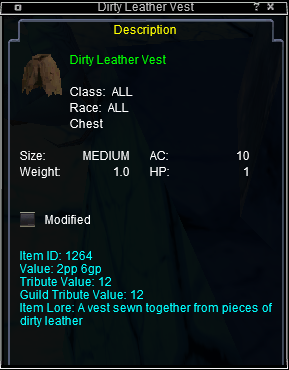 Dirty Leather Vest ? ×
Description
Dirty Leather Vest
Class: ALL
Race: ALL
Chest
Size: MEDIUM AC: 10
Weight: 1.0 HP: 1
Modified
Item ID: 1264
Value: 2pp 6gp
Tribute Value: 12
Guild Tribute Value: 12
Item Lore: A vest sewn together from pieces of
dirty leather